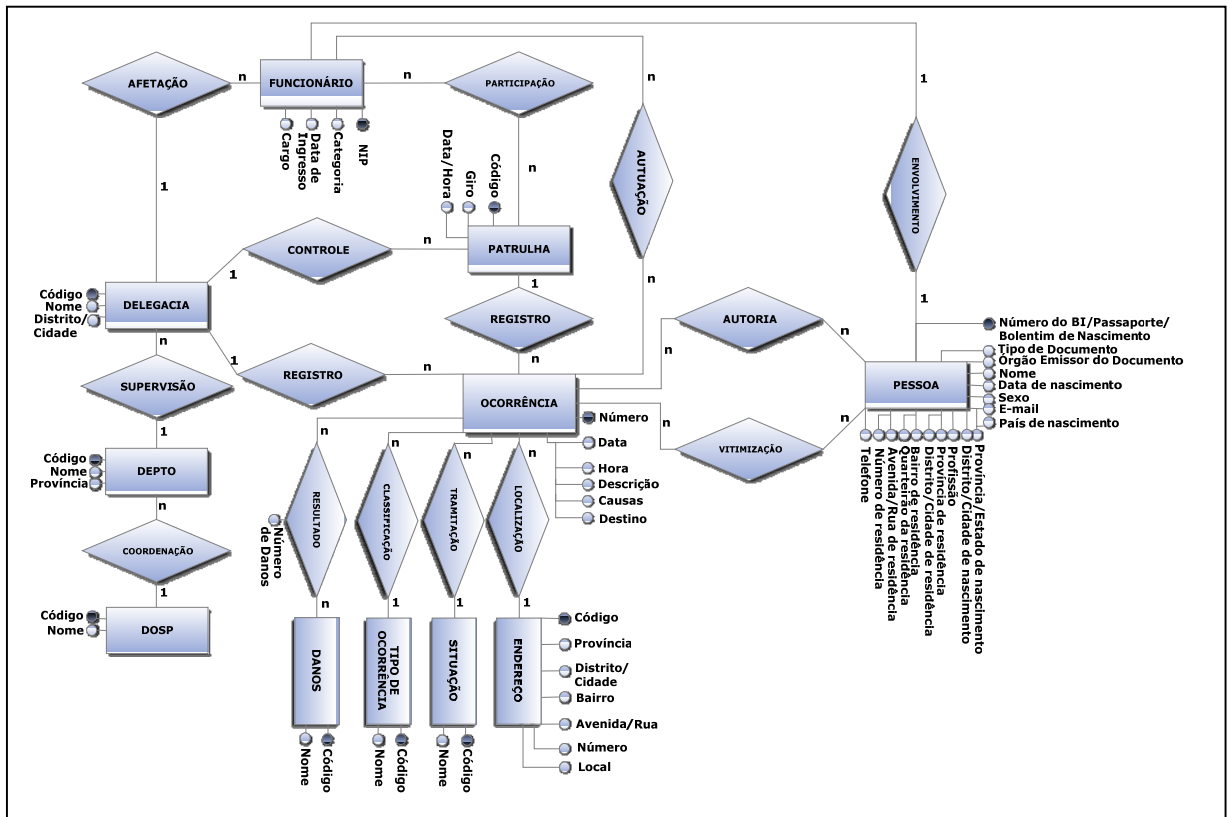 AFETAÇÃO
n
FUNCIONÁRIO
n
PARTICIPAÇÃO
n
1
Cargo
Data de
Ingresso
Categoria
NIP
1
n
AUTUAÇÃO
n
ENVOLVIMENTO
1
Data/Hora
Giro
Código
n
CONTROLE
n
1
PATRULHA
1
Código
Nome
Distrito/
Cidade
DELEGACIA
n
1
REGISTRO
n
REGISTRO
n
AUTORIA
n
n
SUPERVISÃO
1
OCORRÊNCIA
n
VITIMIZAÇÃO
n
PESSOA
Número do BI/Passaporte/
Bolentim de Nascimento
Tipo de Documento
Órgão Emissor do Documento
Nome
Data de nascimento
Sexo
E-mail
País de nascimento
Telefone
Número de residência
Avenida/Rua de residência
Quarteirão da residência
Bairro de residência
Distrito/Cidade de residência
Província de residência
Profissão
Distrito/Cidade de nascimento
Província/Estado de nascimento
Número
Data
Hora
Descrição
Causas
Destino
Código
Nome
Província
DEPTO
n
COORDENAÇÃO
1
Código
Nome
DOSP
n
RESULTADO
Número
de Danos
n
n
CLASSIFICAÇÃO
1
n
TRAMITAÇÃO
1
n
LOCALIZAÇÃO
1
DANOS
Nome
Código
TIPO DE
OCORRÊNCIA
Nome
Código
SITUAÇÃO
Nome
Código
ENDEREÇO
Código
Província
Distrito/
Cidade
Bairro
Avenida/Rua
Número
Local